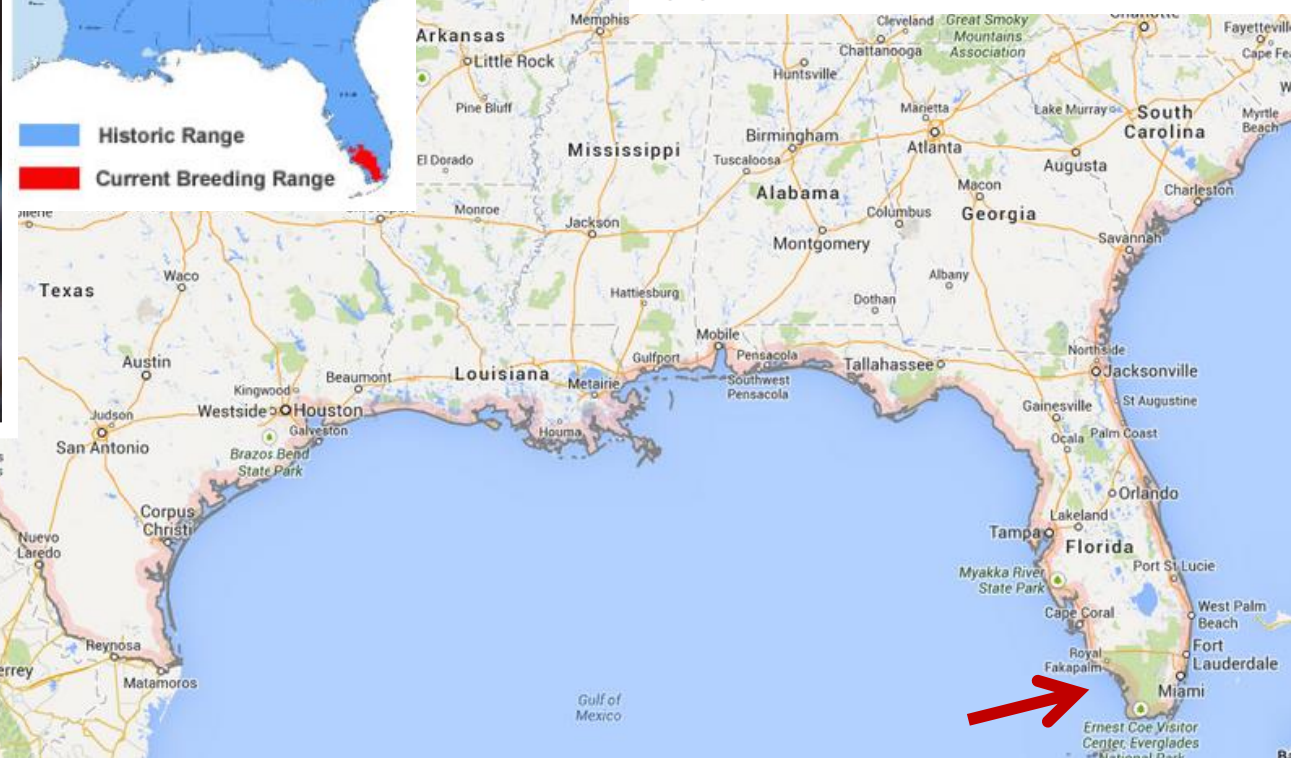 Historic Range
Current Breeding Range
Memphis
Cleveland
Great Smoky
Mountains
Association
Fayetteville
Arkansas
Little Rock
Chattanooga
Huntsville
Pine Bluff
Marietta
Lake Murray
South
Carolina
Myrtle
Beach
Birmingham
Atlanta
El Dorado
Mississippi
Tuscaloosa
Augusta
Alabama
Macon
Charleston
Monroe
Jackson
Columbus
Georgia
Montgomery
Savannah
Waco
Albany
Texas
Hattiesburg
Dothan
Mobile
Northside
Austin
Gulfport
Pensacola
Tallahassee
Jacksonville
Kingwood
Beaumont
Louisiana
Metairie
Southwest
Pensacola
St Augustine
Judson
Westside
Houston
Gainesville
San Antonio
Galveston
Houma
Ocala
Palm Coast
Brazos Bend
State Park
Orlando
Corpus
Christi
Lakeland
Nuevo
Laredo
Tampa
Florida
Myakka River
State Park
Port St Lucie
Cape Coral
West Palm
Beach
Reynosa
Royal
Fakapalm
Fort
Lauderdale
Matamoros
Miami
Gulf of
Mexico
Ernest Coe Visitor
Center, Everglades
National Park